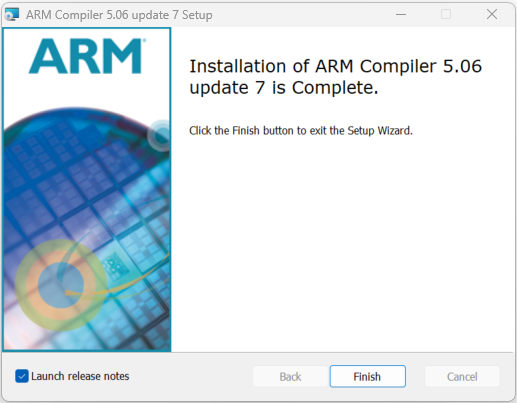 ARM Compiler 5.06 update 7 Setup
ARM
Installation of ARM Compiler 5.06
update 7 is Complete.
Click the Finish button to exit the Setup Wizard.
Launch release notes
Back
Finish
Cancel